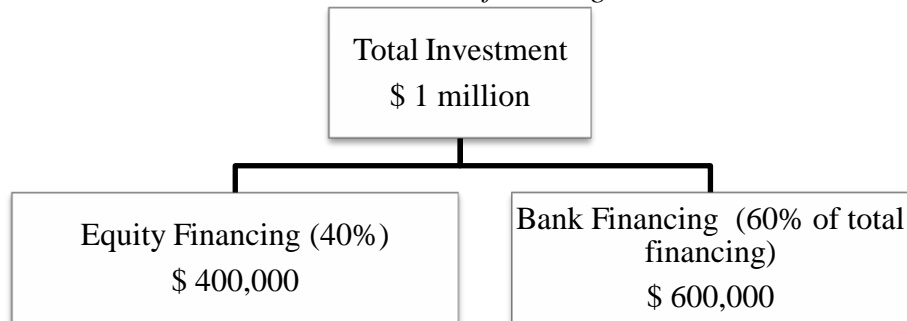 Total Investment
$ 1 million
Equity Financing (40%)
$ 400,000
Bank Financing (60% of total
financing)
$ 600,000